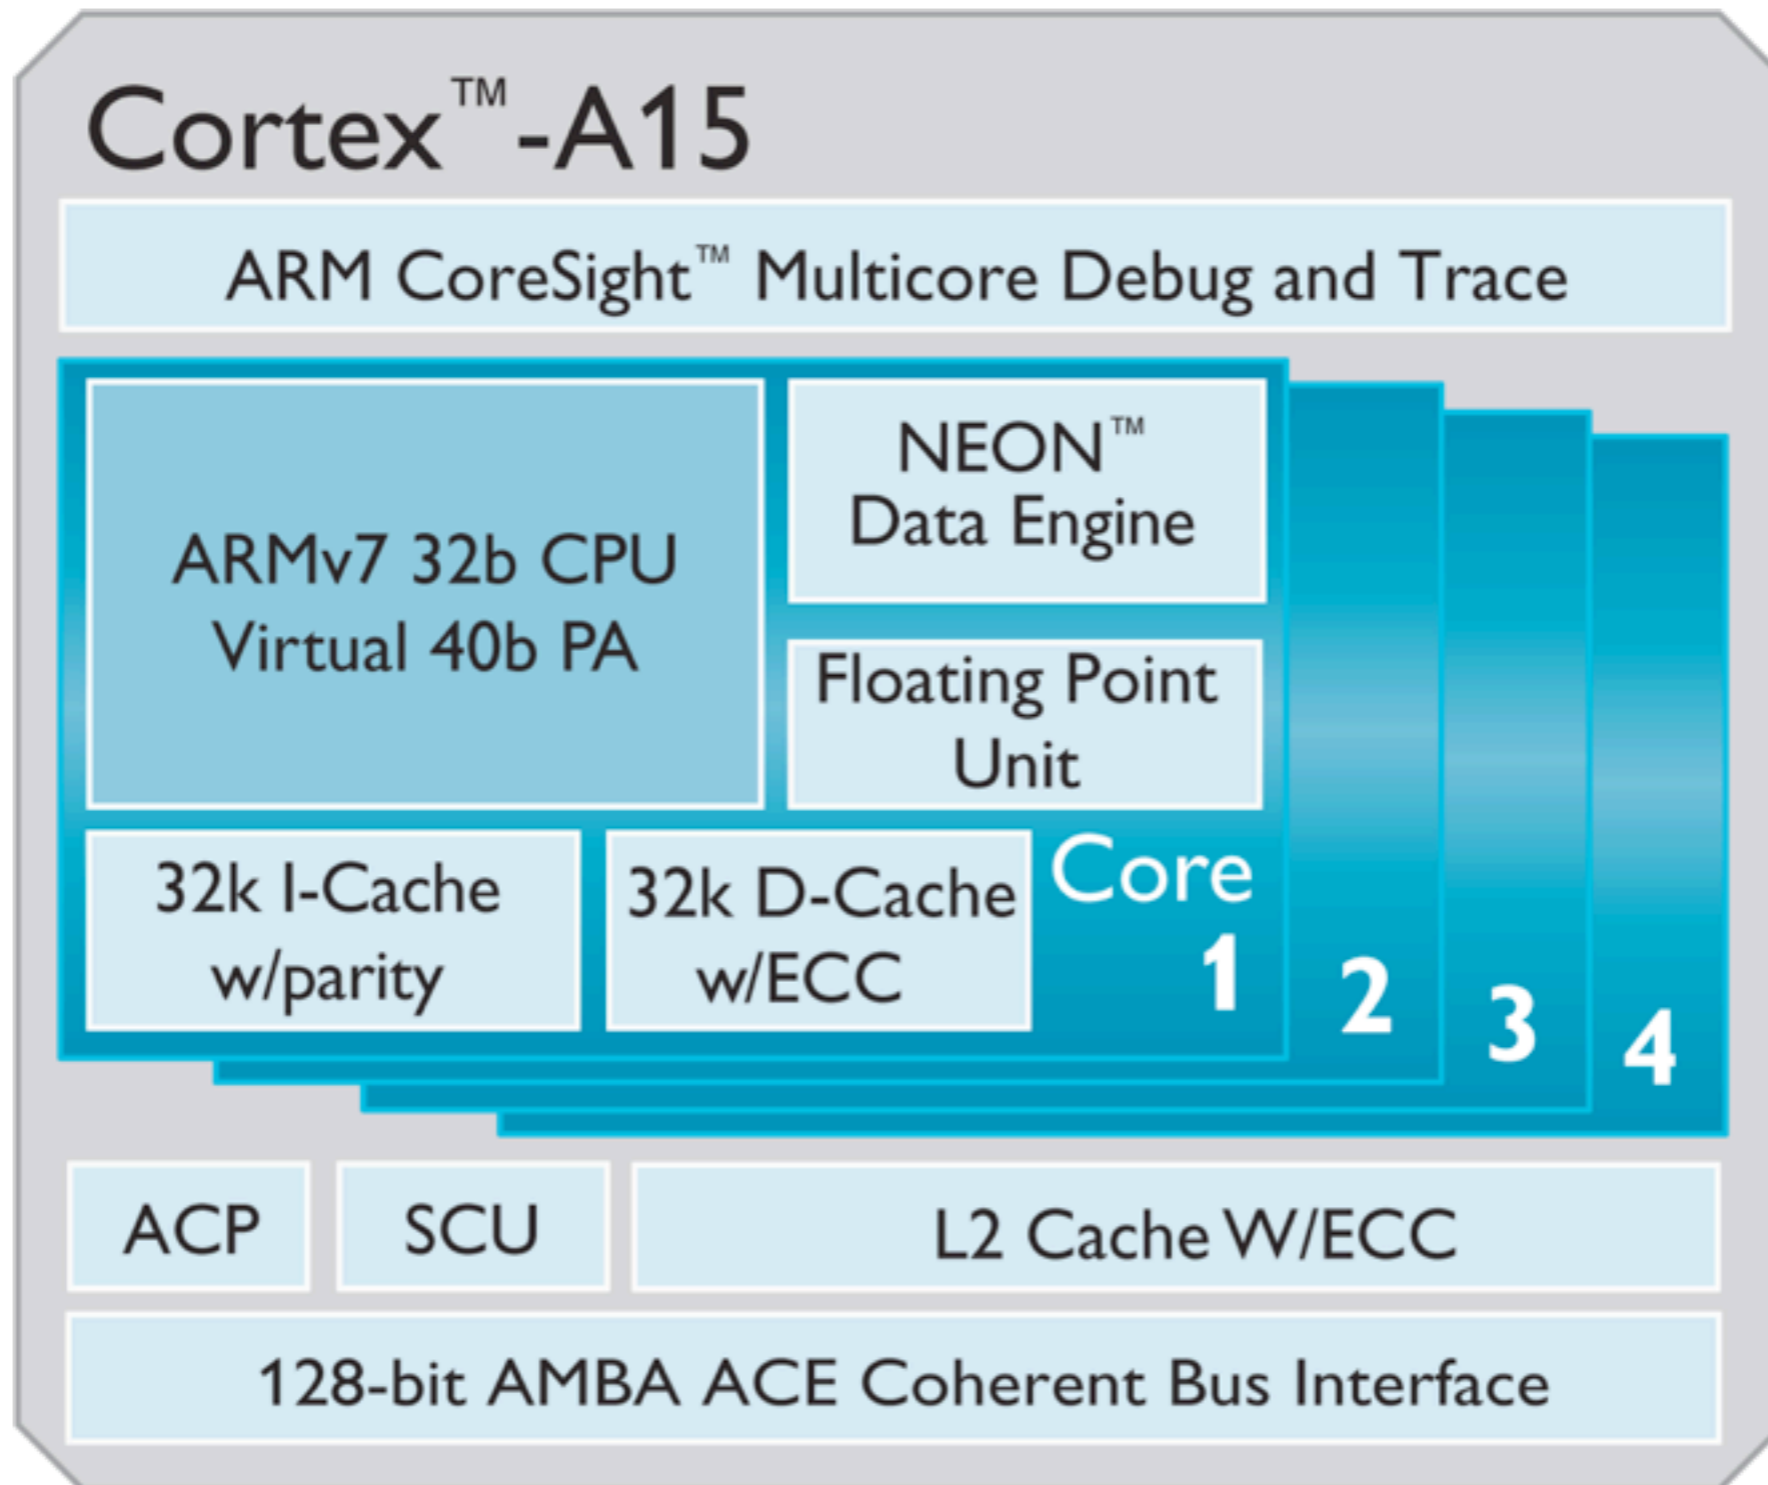 Cortex™-A15
ARM CoreSight™ Multicore Debug and Trace
ARMv7 32b CPU
Virtual 40b PA
NEON™
Data Engine
Floating Point
Unit
32k I-Cache
w/parity
32k D-Cache
w/ECC
Core
1
2
3
4
ACP
SCU
L2 Cache W/ECC
128-bit AMBA ACE Coherent Bus Interface